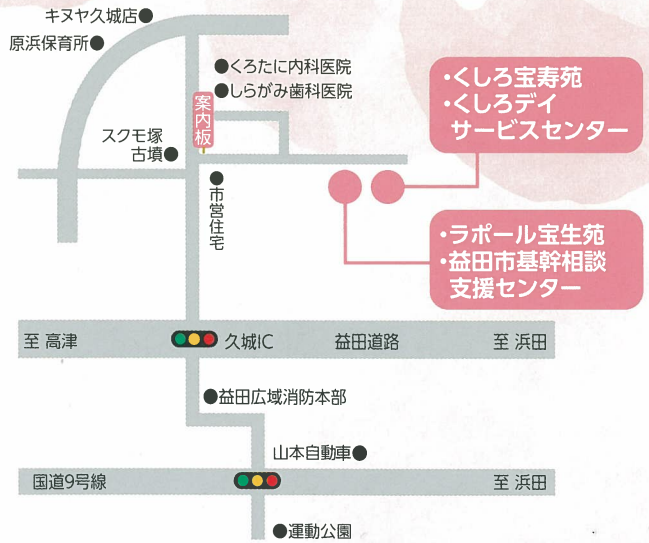 キヌヤ久城店●
原浜保育所●
●くろたに内科医院
●しらがみ歯科医院
案内板
スクモ塚
古墳●
●市営住宅
・くしろ宝寿苑
・くしろデイ
サービスセンター
・ラポール宝生苑
・益田市基幹相談
支援センター
至 高津
久城IC
益田道路
至 浜田
●益田広域消防本部
山本自動車●
国道9号線
至 浜田
●運動公園